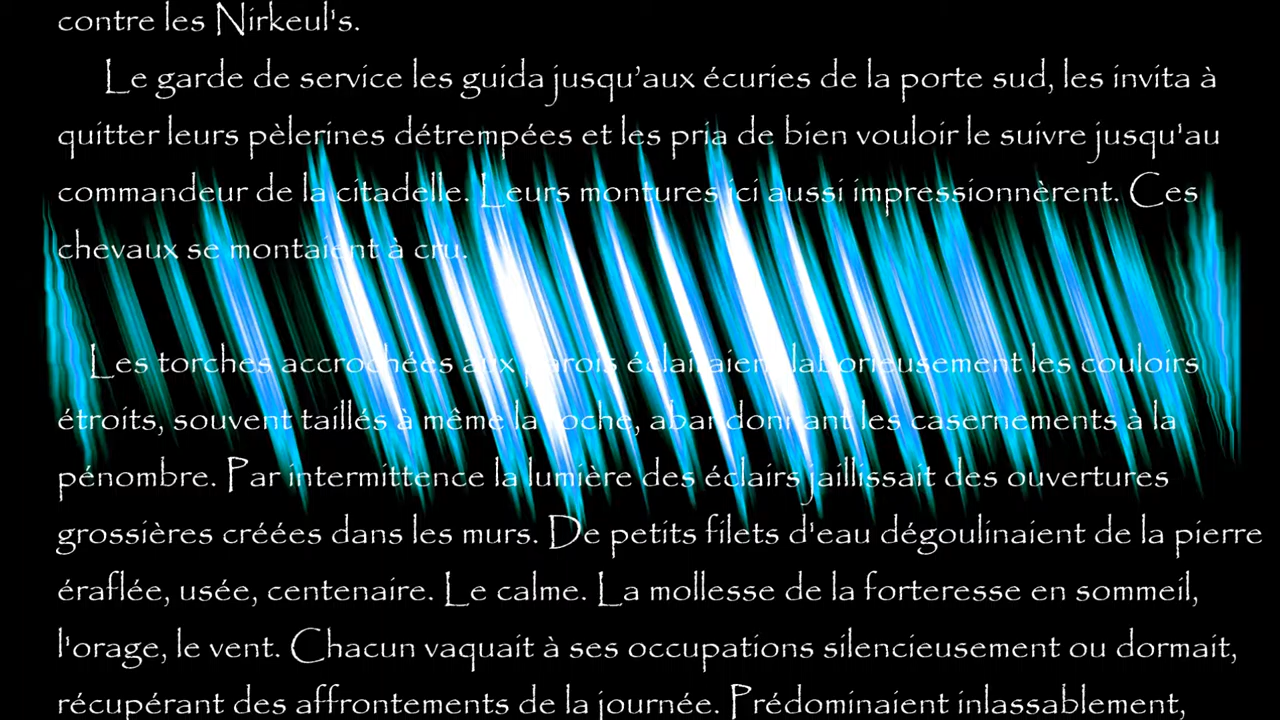 contre les Nirkeul's.
Le garde de service les guida jusqu’aux écuries de la porte sud, les invita à
quitter leurs pèlerines détrempées et les pria de bien vouloir le suivre jusqu'au
commandeur de la citadelle. Leurs montures ici aussi impressionnèrent. Ces
chevaux se montaient à cru.
Les torches accrochées aux parois éclairaient laborieusement les couloirs
étroits, souvent taillés à même la roche, abandonnant les casernements à la
pénombre. Par intermittence la lumière des éclairs jaillissait des ouvertures
grossières créées dans les murs. De petits filets d'eau dégoulinaient de la pierre
éraflée, usée, centenaire. Le calme. La mollesse de la forteresse en sommeil,
l'orage, le vent. Chacun vaquait à ses occupations silencieusement ou dormait,
récupérant des affrontements de la journée. Prédominaient inlassablement,